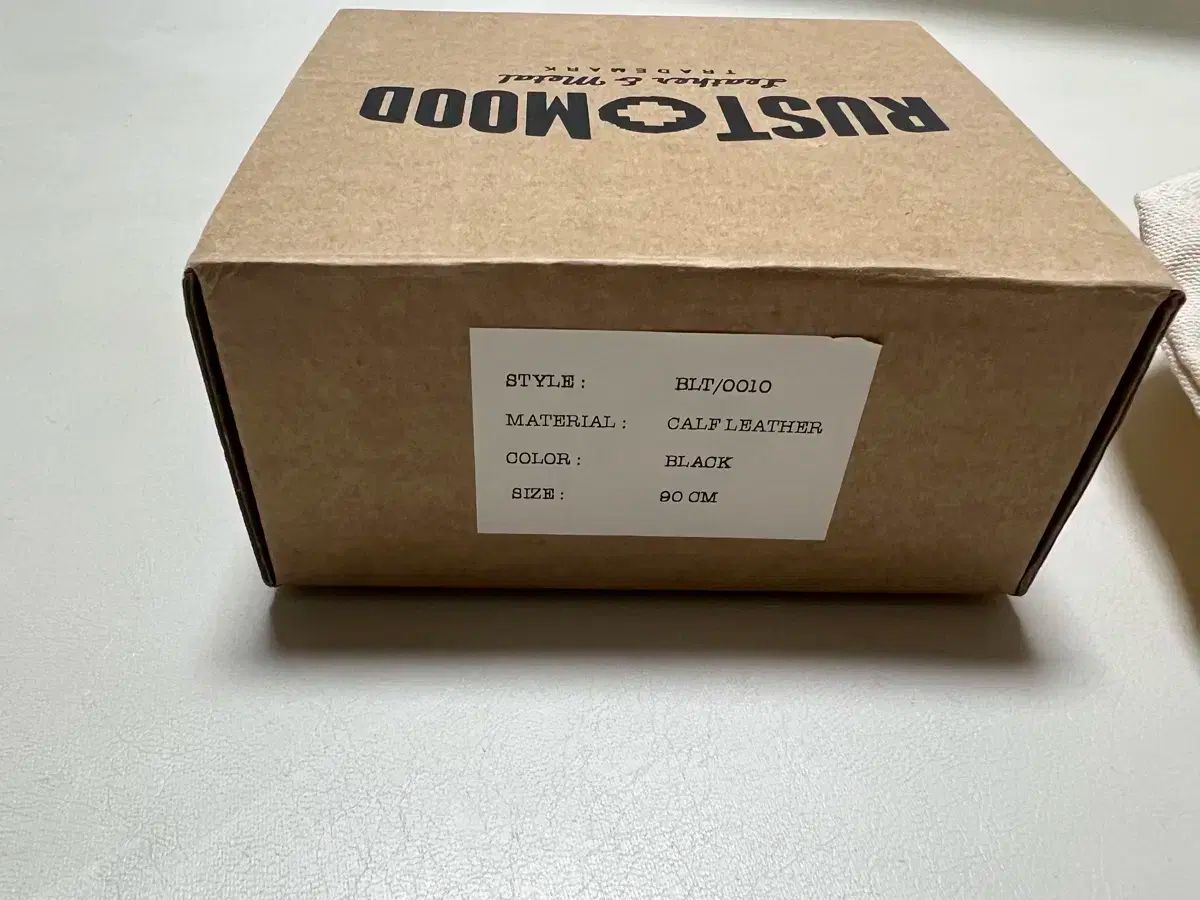 RUST MOOD
Leather & Metal
TRADEMARK
STYLE : BLT/0010
MATERIAL : CALF LEATHER
COLOR : BLACK
SIZE : 90 CM